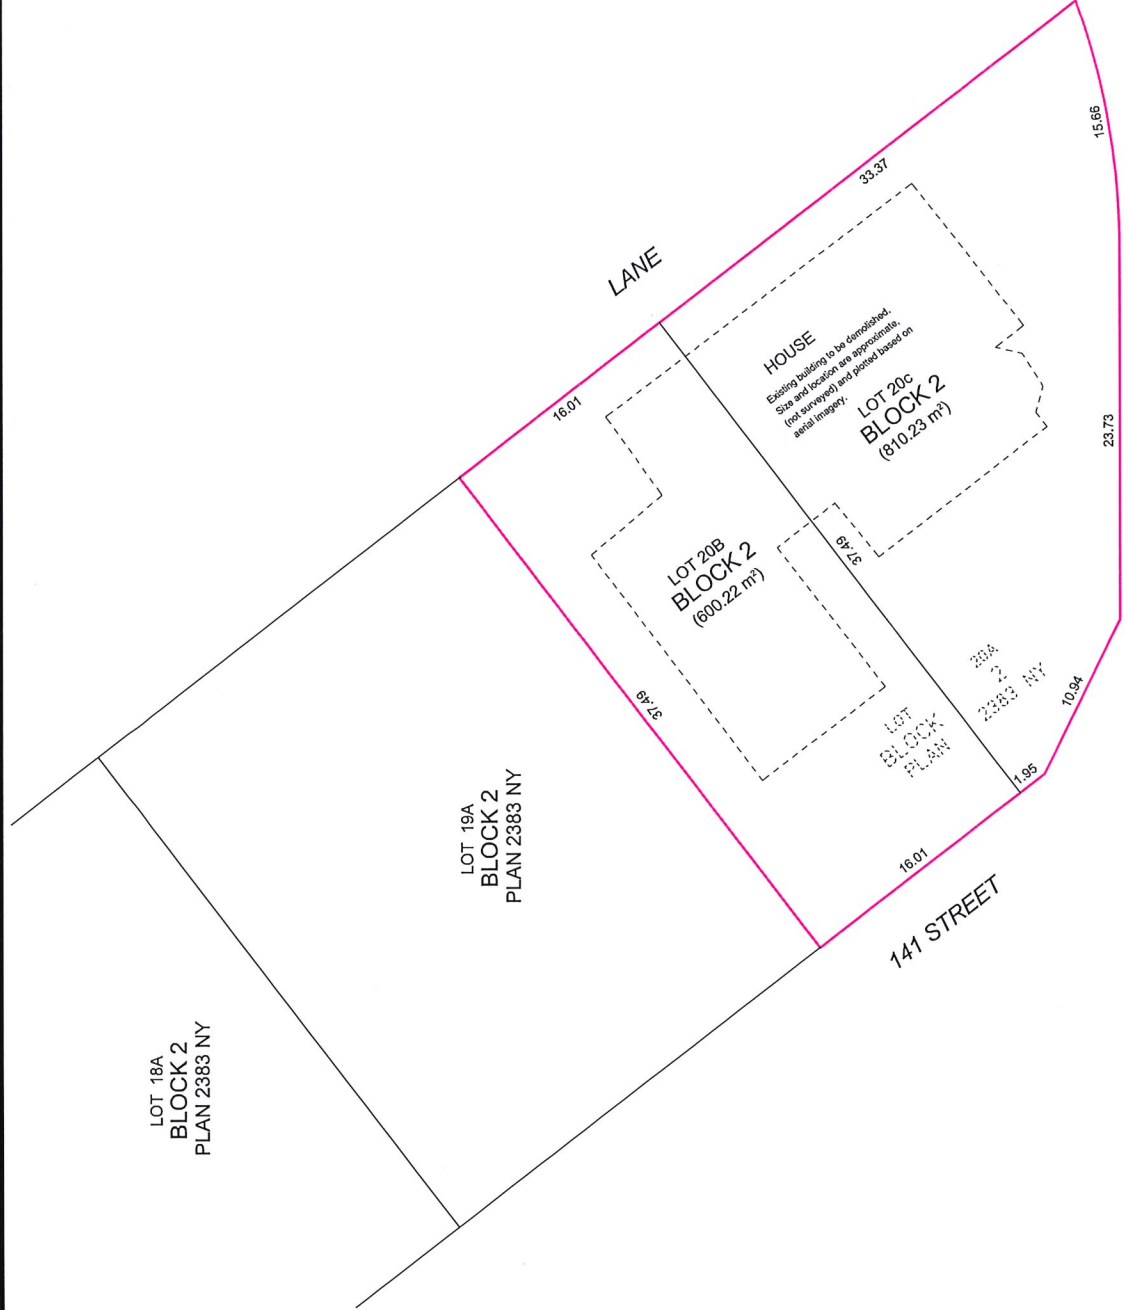 15.66
33.37
LANE
HOUSE
Existing building to be demolished.
Size and location are approximate,
(not surveyed) and plotted based on
aerial imagery.
LOT 20c
BLOCK 2
(810.23 m²)
16.01
23.73
37.49
LOT 20B
BLOCK 2
(600.22 m²)
LOT 20A
BLOCK 2
PLAN 2383 NY
10.94
1.95
37.49
16.01
141 STREET
LOT 19A
BLOCK 2
PLAN 2383 NY
LOT 18A
BLOCK 2
PLAN 2383 NY